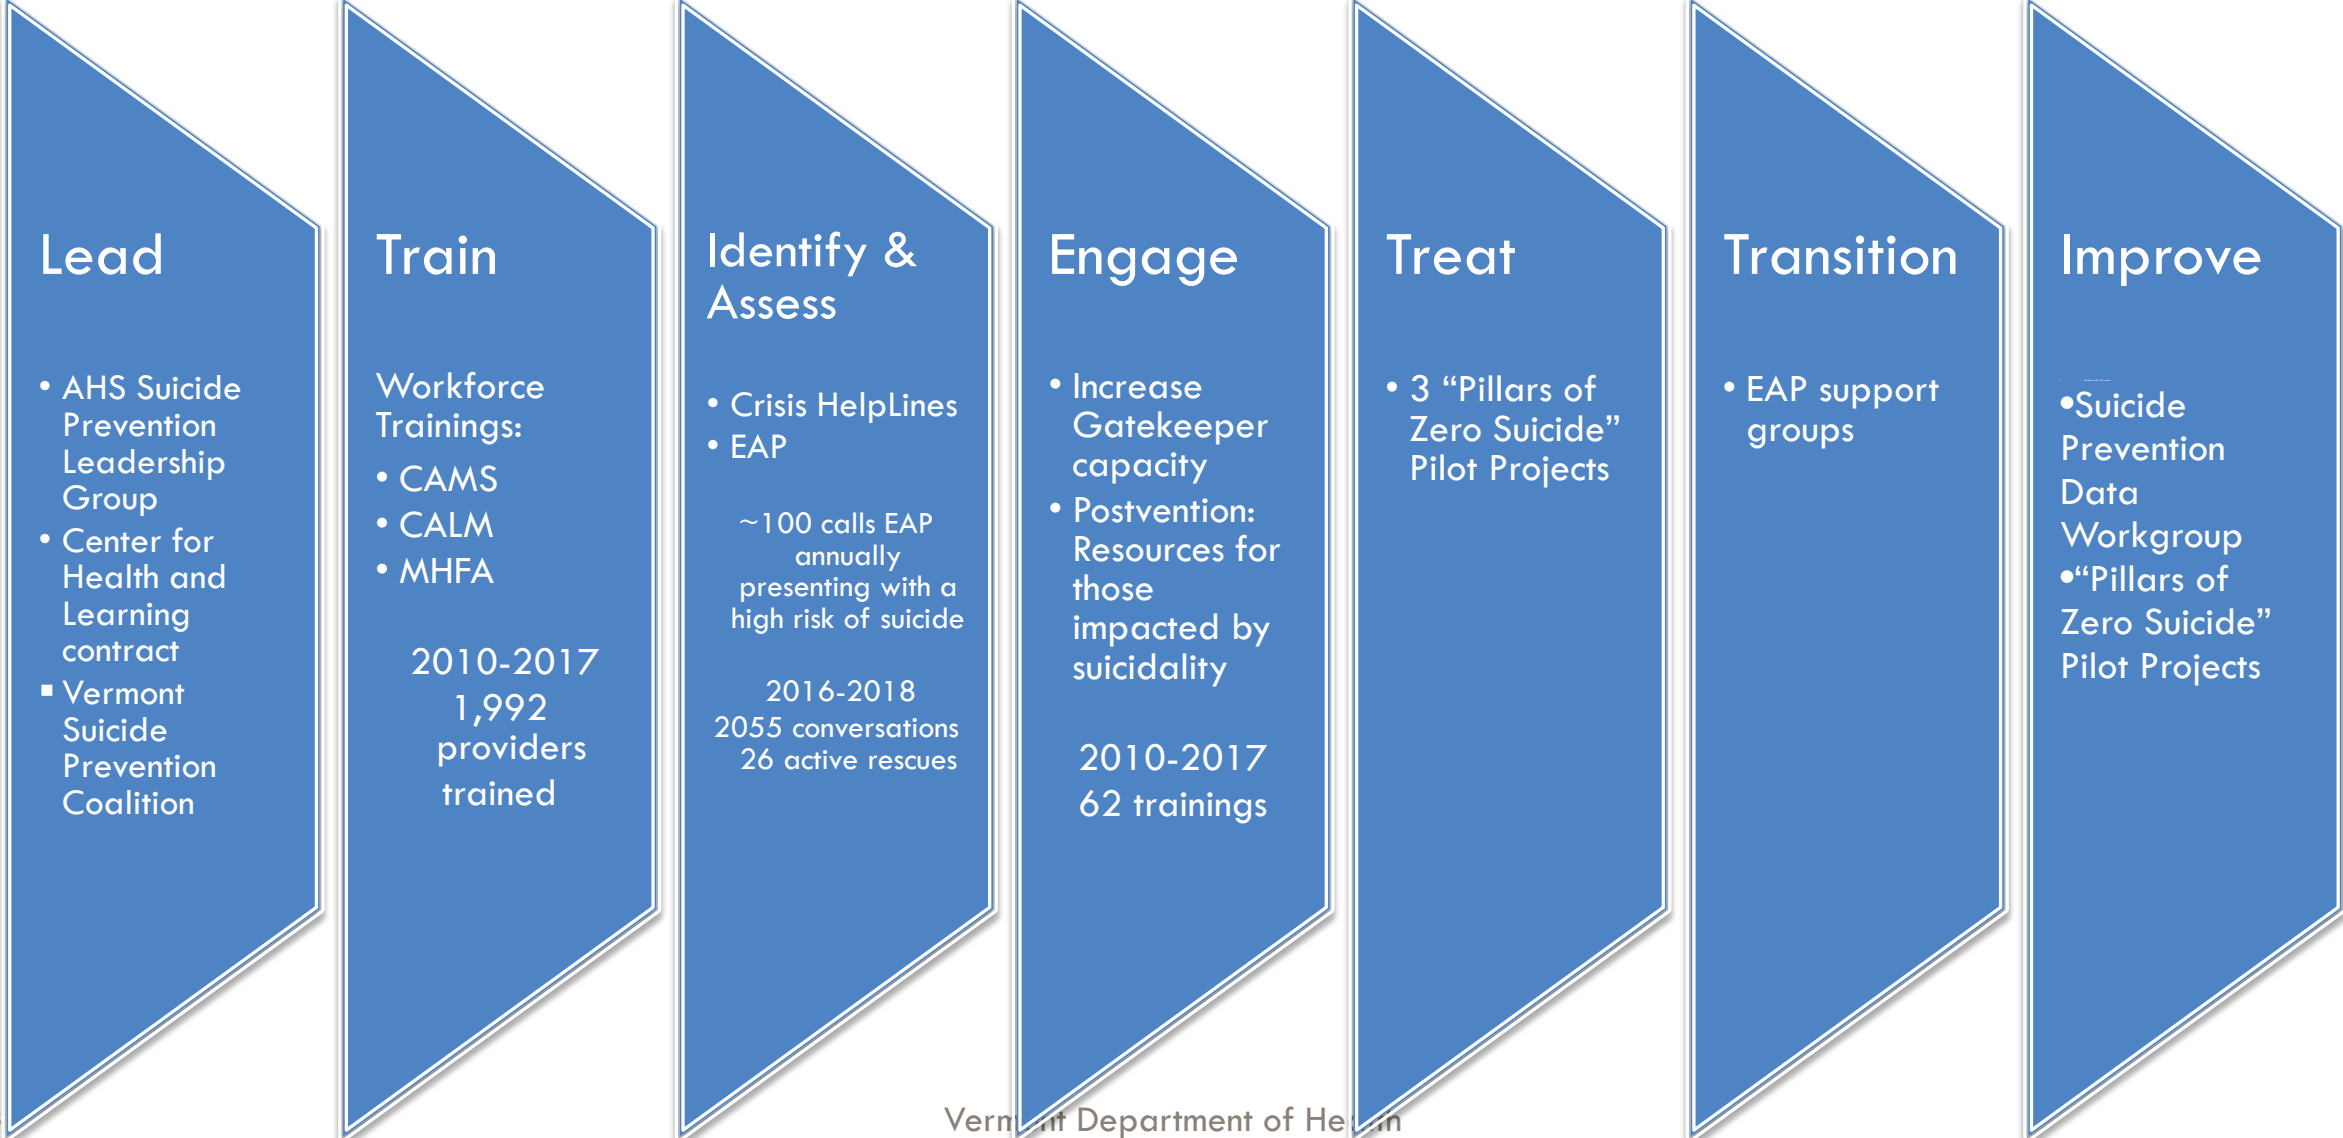 Lead
• AHS Suicide
Prevention
Leadership
Group
• Center for
Health and
Learning
contract
▪ Vermont
Suicide
Prevention
Coalition
Train
Workforce
Trainings:
• CAMS
• CALM
• MHFA
2010-2017
1,992
providers
trained
Identify &
Assess
• Crisis HelpLines
• EAP
~100 calls EAP
annually
presenting with a
high risk of suicide
2016-2018
2055 conversations
26 active rescues
Engage
• Increase
Gatekeeper
capacity
• Postvention:
Resources for
those
impacted by
suicidality
2010-2017
62 trainings
Treat
• 3 “Pillars of
Zero Suicide”
Pilot Projects
Transition
• EAP support
groups
Improve
•Suicide
Prevention
Data
Workgroup
•“Pillars of
Zero Suicide”
Pilot Projects
Vermont Department of Health